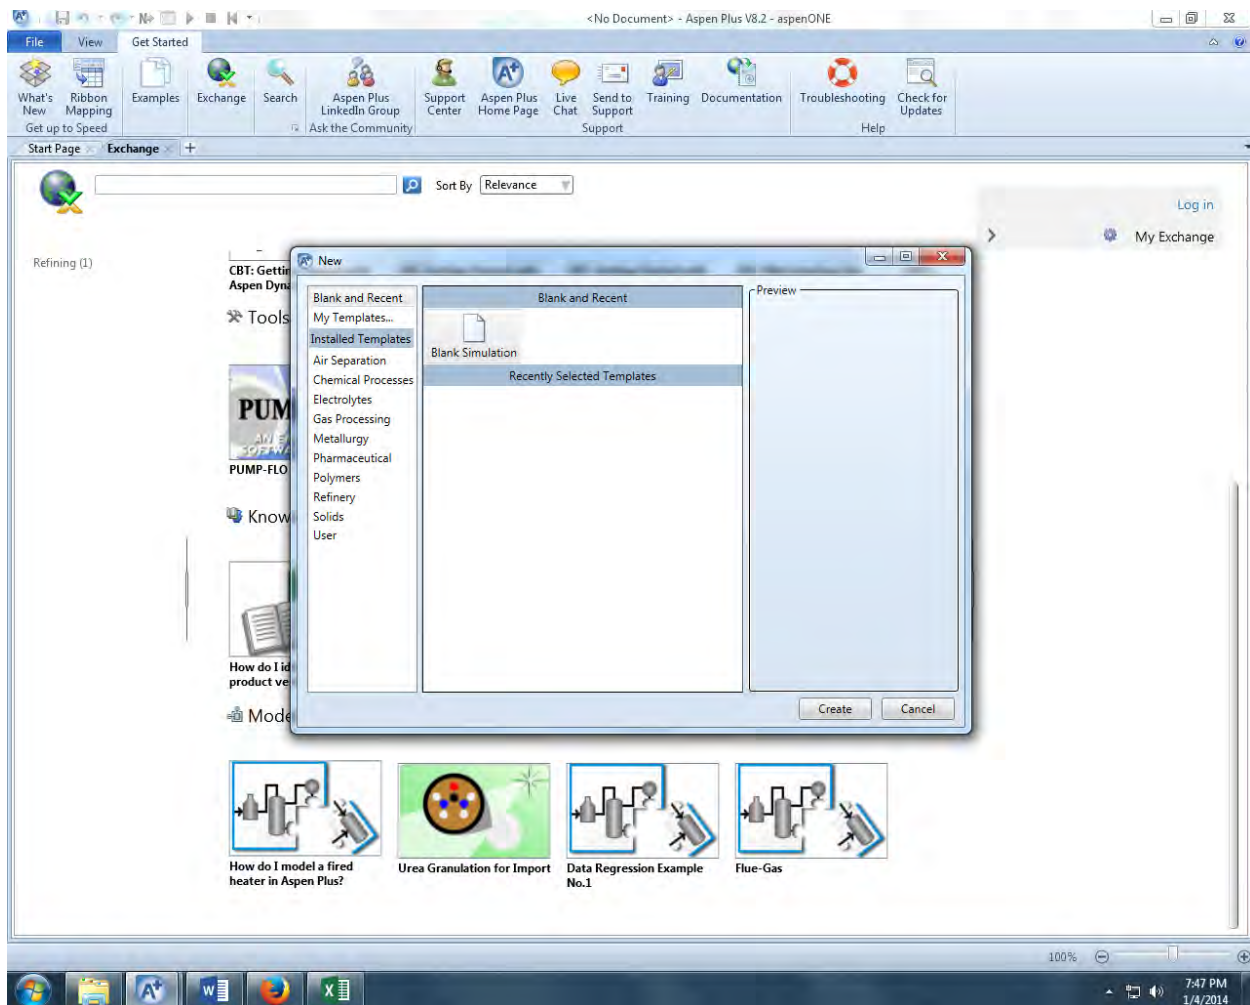 <No Document> - Aspen Plus V8.2 - aspenONE
File View Get Started
What's New
Ribbon Mapping
Examples
Exchange
Search
Aspen Plus LinkedIn Group
Support Center
Aspen Plus Home Page
Live Chat
Send to Support
Training
Documentation
Troubleshooting
Check for Updates
Get up to Speed
Ask the Community
Support
Help
Start Page
Exchange
Sort By Relevance
Log in
My Exchange
Refining (1)
CBT: Gettin
Aspen Dyna
Tools
PUM
AN E
SOFTWA
PUMP-FLO
Know
How do I id
product ve
Mode
New
Blank and Recent
My Templates...
Installed Templates
Air Separation
Chemical Processes
Electrolytes
Gas Processing
Metallurgy
Pharmaceutical
Polymers
Refinery
Solids
User
Blank and Recent
Blank Simulation
Recently Selected Templates
Preview
Create
Cancel
How do I model a fired
heater in Aspen Plus?
Urea Granulation for Import
Data Regression Example
No.1
Flue-Gas
100%
7:47 PM
1/4/2014